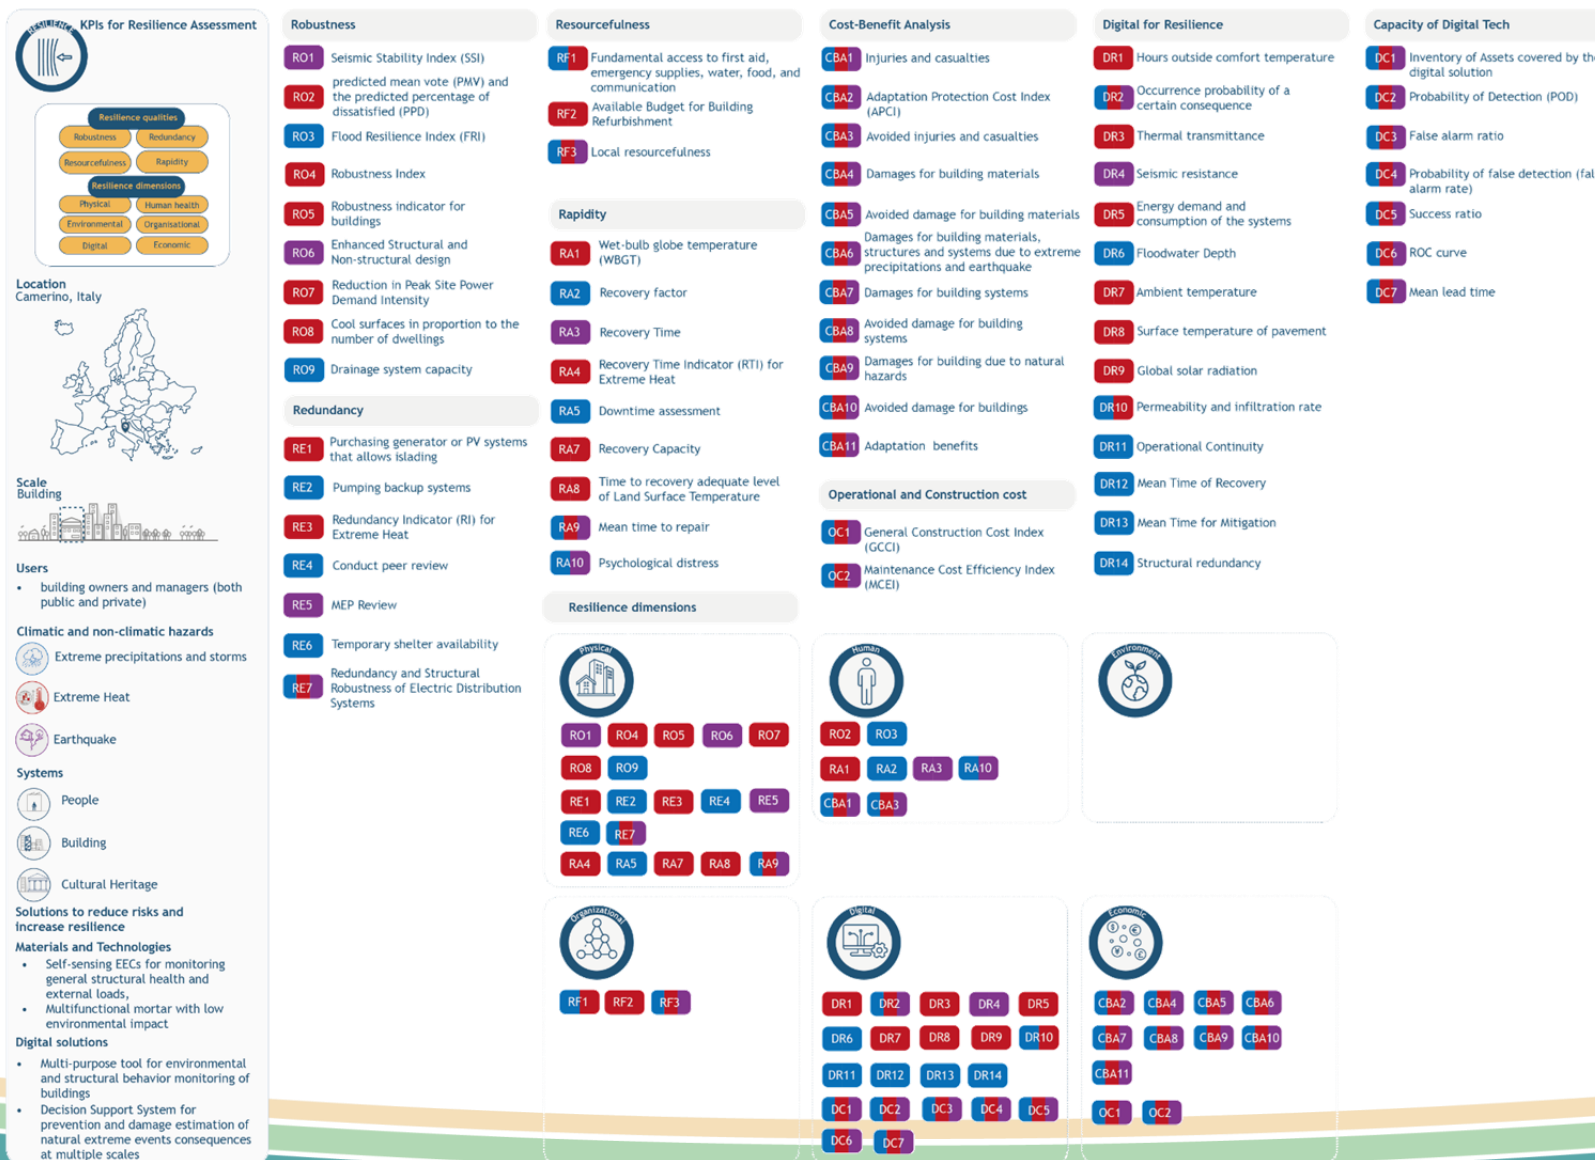 RESILIENCE
KPIs for Resilience Assessment
Resilience qualities
Robustness
Redundancy
Resourcefulness
Rapidity
Resilience dimensions
Physical
Human health
Environmental
Organisational
Digital
Economic
Location
Camerino, Italy
Scale
Building
Users
• building owners and managers (both
public and private)
Climatic and non-climatic hazards
Extreme precipitations and storms
Extreme Heat
Earthquake
Systems
People
Building
Cultural Heritage
Solutions to reduce risks and
increase resilience
Materials and Technologies
• Self-sensing EECs for monitoring
general structural health and
external loads,
• Multifunctional mortar with low
environmental impact
Digital solutions
• Multi-purpose tool for environmental
and structural behavior monitoring of
buildings
• Decision Support System for
prevention and damage estimation of
natural extreme events consequences
at multiple scales
Robustness
RO1 Seismic Stability Index (SSI)
RO2 predicted mean vote (PMV) and
the predicted percentage of
dissatisfied (PPD)
RO3 Flood Resilience Index (FRI)
RO4 Robustness Index
RO5 Robustness indicator for
buildings
RO6 Enhanced Structural and
Non-structural design
RO7 Reduction in Peak Site Power
Demand Intensity
RO8 Cool surfaces in proportion to the
number of dwellings
RO9 Drainage system capacity
Redundancy
RE1 Purchasing generator or PV systems
that allows islading
RE2 Pumping backup systems
RE3 Redundancy Indicator (RI) for
Extreme Heat
RE4 Conduct peer review
RE5 MEP Review
RE6 Temporary shelter availability
RE7 Redundancy and Structural
Robustness of Electric Distribution
Systems
Resourcefulness
RF1 Fundamental access to first aid,
emergency supplies, water, food, and
communication
RF2 Available Budget for Building
Refurbishment
RF3 Local resourcefulness
Rapidity
RA1 Wet-bulb globe temperature
(WBGT)
RA2 Recovery factor
RA3 Recovery Time
RA4 Recovery Time Indicator (RTI) for
Extreme Heat
RA5 Downtime assessment
RA7 Recovery Capacity
RA8 Time to recovery adequate level
of Land Surface Temperature
RA9 Mean time to repair
RA10 Psychological distress
Cost-Benefit Analysis
CBA1 Injuries and casualties
CBA2 Adaptation Protection Cost Index
(APCI)
CBA3 Avoided injuries and casualties
CBA4 Damages for building materials
CBA5 Avoided damage for building materials
CBA6 Damages for building materials,
structures and systems due to extreme
precipitations and earthquake
CBA7 Damages for building systems
CBA8 Avoided damage for building
systems
CBA9 Damages for building due to natural
hazards
CBA10 Avoided damage for buildings
CBA11 Adaptation benefits
Operational and Construction cost
OC1 General Construction Cost Index
(GCCI)
OC2 Maintenance Cost Efficiency Index
(MCEI)
Digital for Resilience
DR1 Hours outside comfort temperature
DR2 Occurrence probability of a
certain consequence
DR3 Thermal transmittance
DR4 Seismic resistance
DR5 Energy demand and
consumption of the systems
DR6 Floodwater Depth
DR7 Ambient temperature
DR8 Surface temperature of pavement
DR9 Global solar radiation
DR10 Permeability and infiltration rate
DR11 Operational Continuity
DR12 Mean Time of Recovery
DR13 Mean Time for Mitigation
DR14 Structural redundancy
Capacity of Digital Tech
DC1 Inventory of Assets covered by the
digital solution
DC2 Probability of Detection (POD)
DC3 False alarm ratio
DC4 Probability of false detection (fal
alarm rate)
DC5 Success ratio
DC6 ROC curve
DC7 Mean lead time
Resilience dimensions
Physical
RO1 RO4 RO5 RO6 RO7
RO8 RO9
RE1 RE2 RE3 RE4 RE5
RE6 RE7
RA4 RA5 RA7 RA8 RA9
Human
RO2 RO3
RA1 RA2 RA3 RA10
CBA1 CBA3
Environment
Organizational
RF1 RF2 RF3
Digital
DR1 DR2 DR3 DR4 DR5
DR6 DR7 DR8 DR9 DR10
DR11 DR12 DR13 DR14
DC1 DC2 DC3 DC4 DC5
DC6 DC7
Economic
CBA2 CBA4 CBA5 CBA6
CBA7 CBA8 CBA9 CBA10
CBA11
OC1 OC2